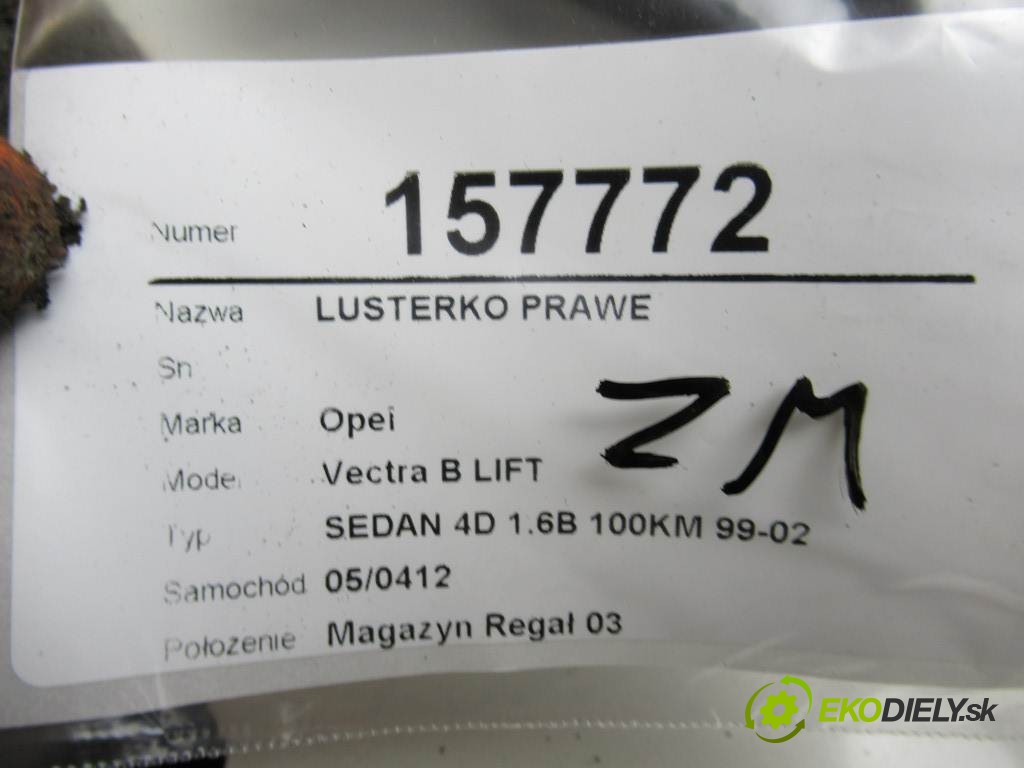 Numer 157772
Nazwa LUSTERKO PRAWE
Sn
Marka Opel
Model Vectra B LIFT
ZM
Typ SEDAN 4D 1.6B 100KM 99-02
Samochód 05/0412
Położenie Magazyn Regał 03
EKODIELY.sk